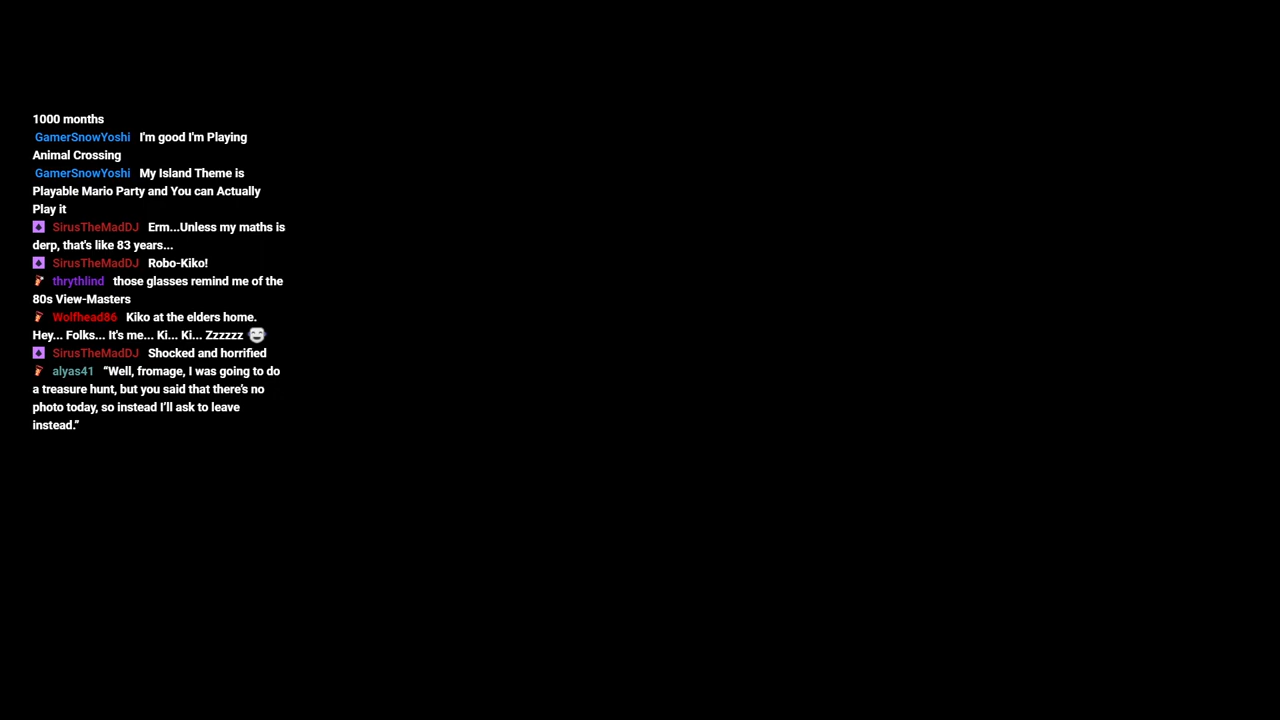 1000 months
GamerSnowYoshi I'm good I'm Playing
Animal Crossing
GamerSnowYoshi My Island Theme is
Playable Mario Party and You can Actually
Play it
SirusTheMadDJ Erm...Unless my maths is
derp, that's like 83 years...
SirusTheMadDJ Robo-Kiko!
thrythlind those glasses remind me of the
80s View-Masters
Wolfhead86 Kiko at the elders home.
Hey... Folks... It's me... Ki... Ki... Zzzzzz
SirusTheMadDJ Shocked and horrified
alyas41 “Well, fromage, I was going to do
a treasure hunt, but you said that there’s no
photo today, so instead I’ll ask to leave
instead.”